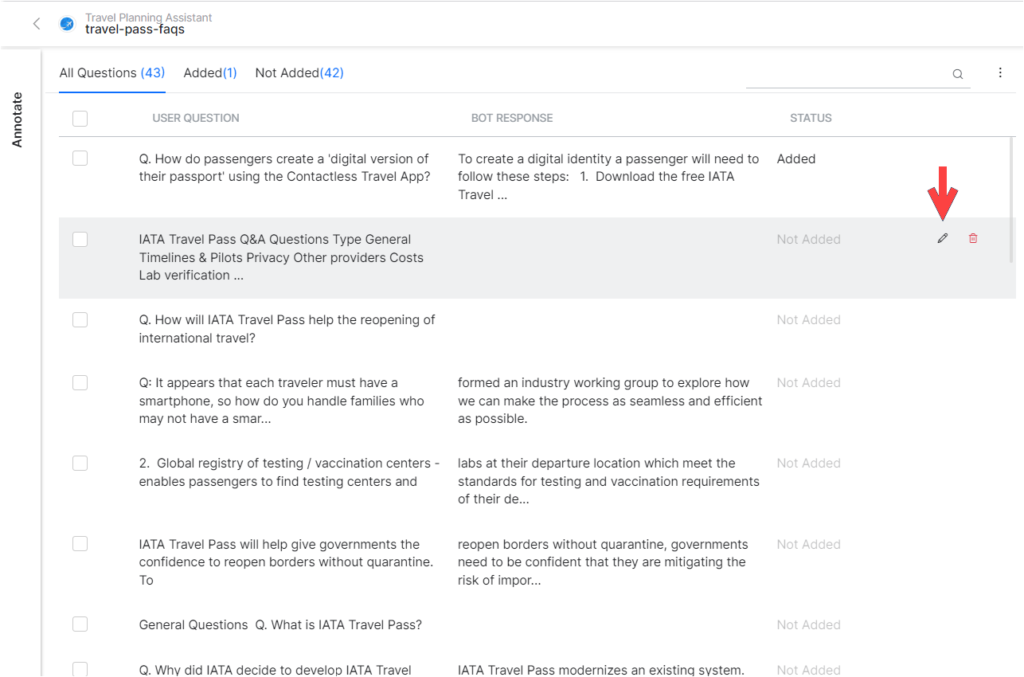 Travel Planning Assistant
travel-pass-faqs
Annotate
All Questions (43) Added(1) Not Added(42)
USER QUESTION BOT RESPONSE STATUS
Q. How do passengers create a 'digital version of
their passport' using the Contactless Travel App?
To create a digital identity a passenger will need to
follow these steps: 1. Download the free IATA
Travel ...
Added
IATA Travel Pass Q&A Questions Type General
Timelines & Pilots Privacy Other providers Costs
Lab verification ...
Not Added
Q. How will IATA Travel Pass help the reopening of
international travel?
Not Added
Q: It appears that each traveler must have a
smartphone, so how do you handle families who
may not have a smar...
formed an industry working group to explore how
we can make the process as seamless and efficient
as possible.
Not Added
2. Global registry of testing / vaccination centers -
enables passengers to find testing centers and
labs at their departure location which meet the
standards for testing and vaccination requirements
of their de...
Not Added
IATA Travel Pass will help give governments the
confidence to reopen borders without quarantine.
To
reopen borders without quarantine, governments
need to be confident that they are mitigating the
risk of impor...
Not Added
General Questions Q. What is IATA Travel Pass?
Not Added
Q. Why did IATA decide to develop IATA Travel
IATA Travel Pass modernizes an existing system.
Not Added